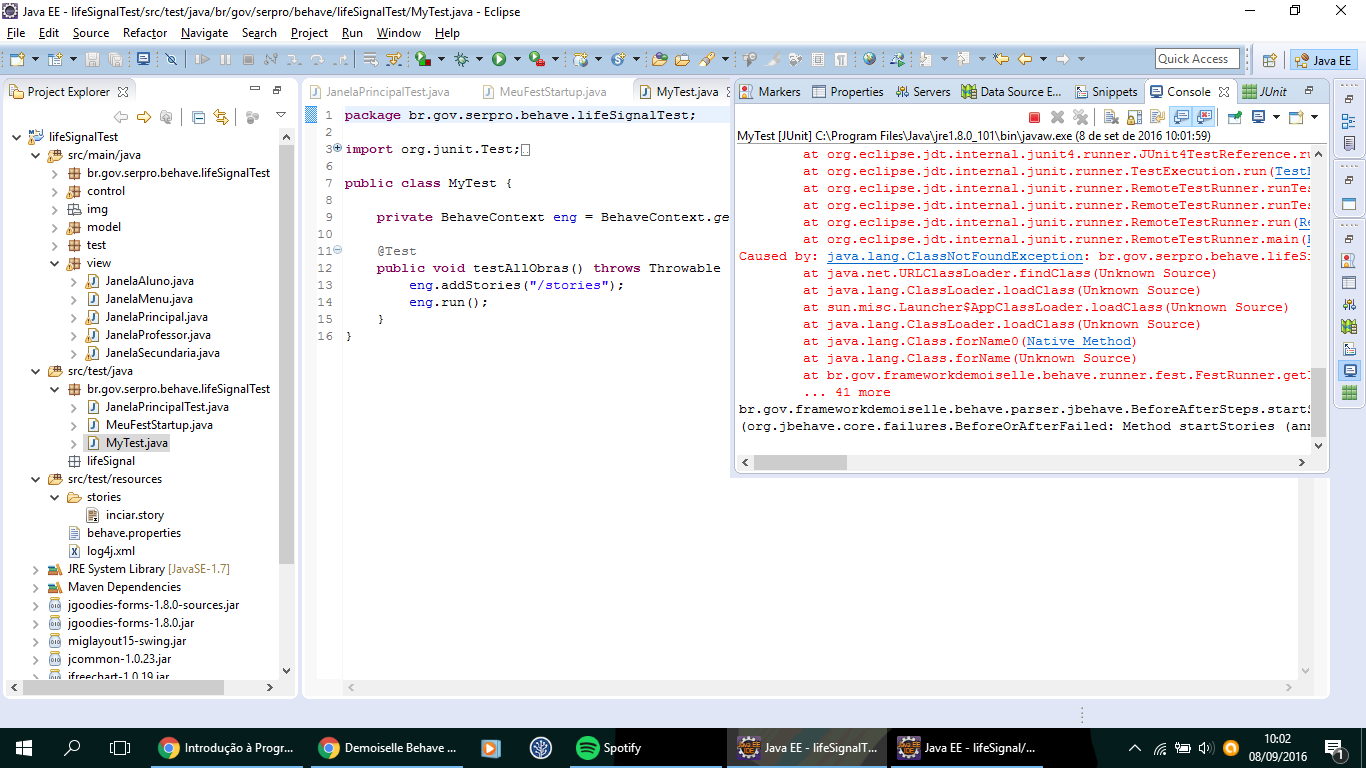 Java EE - lifeSignalTest/src/test/java/br/gov/serpro/behave/lifeSignalTest/MyTest.java - Eclipse
File Edit Source Refactor Navigate Search Project Run Window Help
Quick Access
Java EE
Project Explorer
lifeSignalTest
src/main/java
br.gov.serpro.behave.lifeSignalTest
control
img
model
test
view
JanelaAluno.java
JanelaMenu.java
JanelaPrincipal.java
JanelaProfessor.java
JanelaSecundaria.java
src/test/java
br.gov.serpro.behave.lifeSignalTest
JanelaPrincipalTest.java
MeuFestStartup.java
MyTest.java
lifeSignal
src/test/resources
stories
inciar.story
behave.properties
log4j.xml
JRE System Library [JavaSE-1.7]
Maven Dependencies
jgoodies-forms-1.8.0-sources.jar
jgoodies-forms-1.8.0.jar
miglayout15-swing.jar
jcommon-1.0.23.jar
jfreechart-1.0.19.jar
JanelaPrincipalTest.java MeuFestStartup.java MyTest.java
1 package br.gov.serpro.behave.lifeSignalTest;
2
3 import org.junit.Test;
6
7 public class MyTest {
8
9 private BehaveContext eng = BehaveContext.ge
10
11 @Test
12 public void testAllObras() throws Throwable
13 eng.addStories("/stories");
14 eng.run();
15 }
16 }
Markers Properties Servers Data Source E... Snippets Console JUnit
MyTest [JUnit] C:\Program Files\Java\jre1.8.0_101\bin\javaw.exe (8 de set de 2016 10:01:59)
at org.eclipse.jdt.internal.junit4.runner.JUnit4TestReference.ru
at org.eclipse.jdt.internal.junit.runner.TestExecution.run(Test
at org.eclipse.jdt.internal.junit.runner.RemoteTestRunner.runTes
at org.eclipse.jdt.internal.junit.runner.RemoteTestRunner.runTes
at org.eclipse.jdt.internal.junit.runner.RemoteTestRunner.run(Re
at org.eclipse.jdt.internal.junit.runner.RemoteTestRunner.main(
Caused by: java.lang.ClassNotFoundException: br.gov.serpro.behave.lifeSi
at java.net.URLClassLoader.findClass(Unknown Source)
at java.lang.ClassLoader.loadClass(Unknown Source)
at sun.misc.Launcher$AppClassLoader.loadClass(Unknown Source)
at java.lang.ClassLoader.loadClass(Unknown Source)
at java.lang.Class.forName0(Native Method)
at java.lang.Class.forName(Unknown Source)
at br.gov.frameworkdemoiselle.behave.runner.fest.FestRunner.get
... 41 more
br.gov.frameworkdemoiselle.behave.parser.jbehave.BeforeAfterSteps.startS
(org.jbehave.core.failures.BeforeOrAfterFailed: Method startStories (ann
Introdução à Progr...
Demoiselle Behave ...
Spotify
Java EE - lifeSignalT...
Java EE - lifeSignal/...
10:02
08/09/2016
1